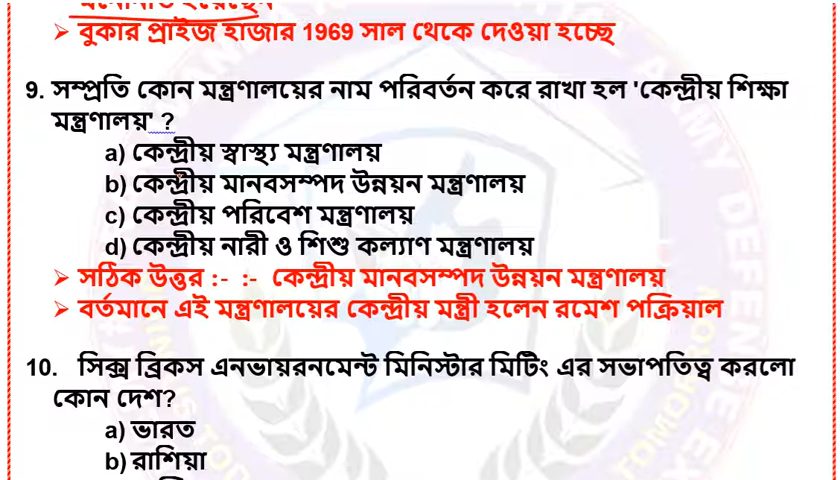 মনোনীত হয়েছেন
➢ বুকার প্রাইজ হাজার 1969 সাল থেকে দেওয়া হচ্ছে
9. সম্প্রতি কোন মন্ত্রণালয়ের নাম পরিবর্তন করে রাখা হল 'কেন্দ্রীয় শিক্ষা
মন্ত্রণালয়' ?
a) কেন্দ্রীয় স্বাস্থ্য মন্ত্রণালয়
b) কেন্দ্রীয় মানবসম্পদ উন্নয়ন মন্ত্রণালয়
c) কেন্দ্রীয় পরিবেশ মন্ত্রণালয়
d) কেন্দ্রীয় নারী ও শিশু কল্যাণ মন্ত্রণালয়
➢ সঠিক উত্তর :- :- কেন্দ্রীয় মানবসম্পদ উন্নয়ন মন্ত্রণালয়
➢ বর্তমানে এই মন্ত্রণালয়ের কেন্দ্রীয় মন্ত্রী হলেন রমেশ পক্রিয়াল
10. সিক্স ব্রিকস এনভায়রনমেন্ট মিনিস্টার মিটিং এর সভাপতিত্ব করলো
কোন দেশ?
a) ভারত
b) রাশিয়া